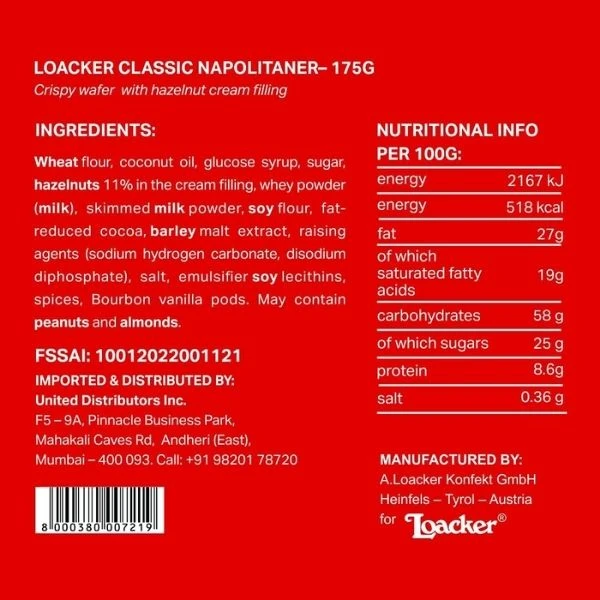 LOACKER CLASSIC NAPOLITANER– 175G
Crispy wafer with hazelnut cream filling
INGREDIENTS:
Wheat flour, coconut oil, glucose syrup, sugar,
hazelnuts 11% in the cream filling, whey powder
(milk), skimmed milk powder, soy flour, fat-
reduced cocoa, barley malt extract, raising
agents (sodium hydrogen carbonate, disodium
diphosphate), salt, emulsifier soy lecithins,
spices, Bourbon vanilla pods. May contain
peanuts and almonds.
FSSAI: 10012022001121
IMPORTED & DISTRIBUTED BY:
United Distributors Inc.
F5 – 9A, Pinnacle Business Park,
Mahakali Caves Rd, Andheri (East),
Mumbai – 400 093. Call: +91 98201 78720
8 000380 007219
NUTRITIONAL INFO
PER 100G:
energy 2167 kJ
energy 518 kcal
fat 27g
of which
saturated fatty 19g
acids
carbohydrates 58 g
of which sugars 25 g
protein 8.6g
salt 0.36 g
MANUFACTURED BY:
A.Loacker Konfekt GmbH
Heinfels – Tyrol – Austria
for Loacker®